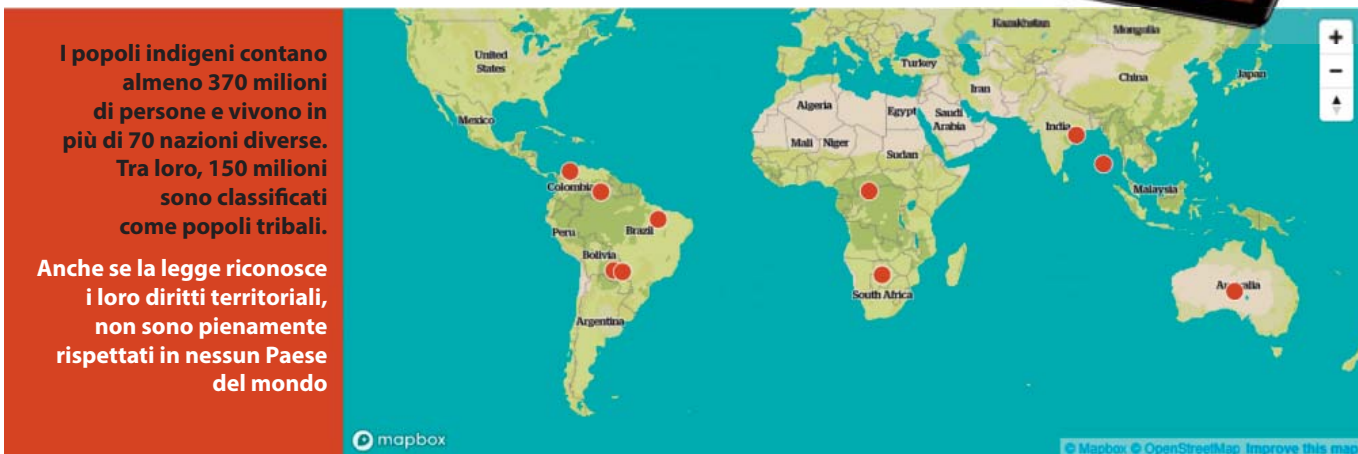 I popoli indigeni contano
almeno 370 milioni
di persone e vivono in
più di 70 nazioni diverse.
Tra loro, 150 milioni
sono classificati
come popoli tribali.
Anche se la legge riconosce
i loro diritti territoriali,
non sono pienamente
rispettati in nessun Paese
del mondo
United
States
Mexico
Colombia
Peru
Brazil
Bolivia
Argentina
Algeria
Mali
Niger
Egypt
Saudi
Arabia
Sudan
South Africa
Turkey
Iran
Kazakhstan
Mongolia
China
Japan
India
Malaysia
Australia
+
−
mapbox
© Mapbox © OpenStreetMap Improve this map